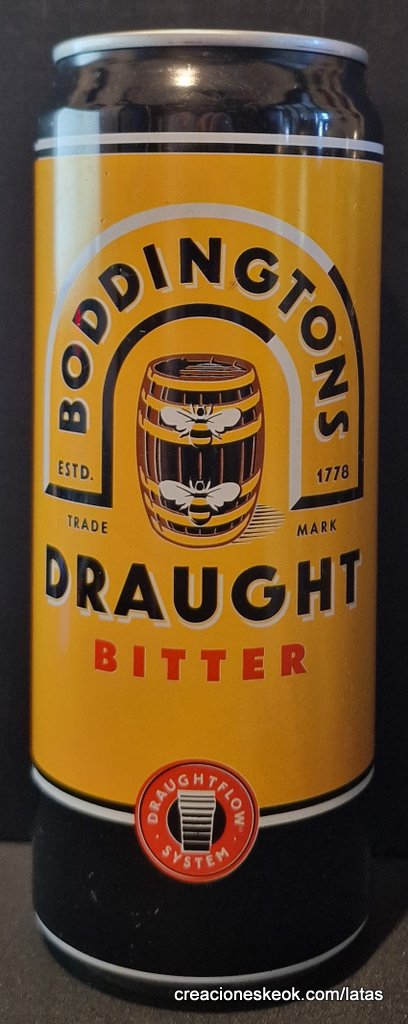 BODDINGTONS
ESTD. 1778
TRADE MARK
DRAUGHT
BITTER
DRAUGHTFLOW
SYSTEM
creacioneskeok.com/latas